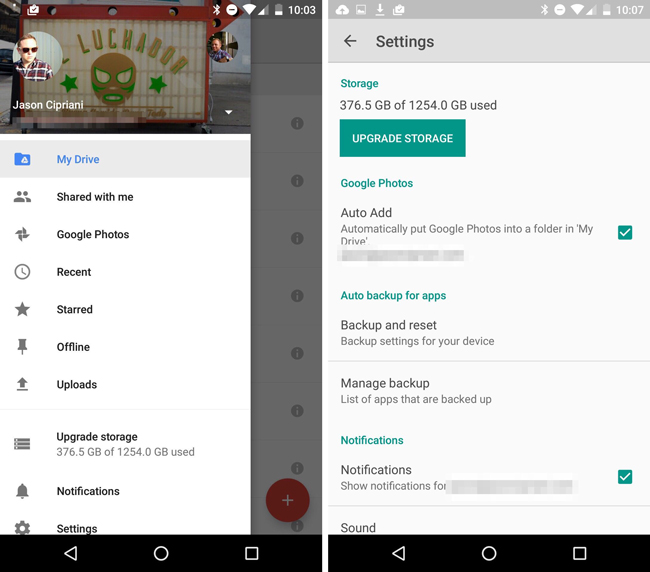 10:03
EL LUCHADOR
Jason Cipriani
My Drive
Shared with me
Google Photos
Recent
Starred
Offline
Uploads
Upgrade storage
376.5 GB of 1254.0 GB used
Notifications
Settings
10:07
Settings
Storage
376.5 GB of 1254.0 GB used
UPGRADE STORAGE
Google Photos
Auto Add
Automatically put Google Photos into a folder in 'My
Drive'.
Auto backup for apps
Backup and reset
Backup settings for your device
Manage backup
List of apps that are backed up
Notifications
Notifications
Show notifications for
Sound